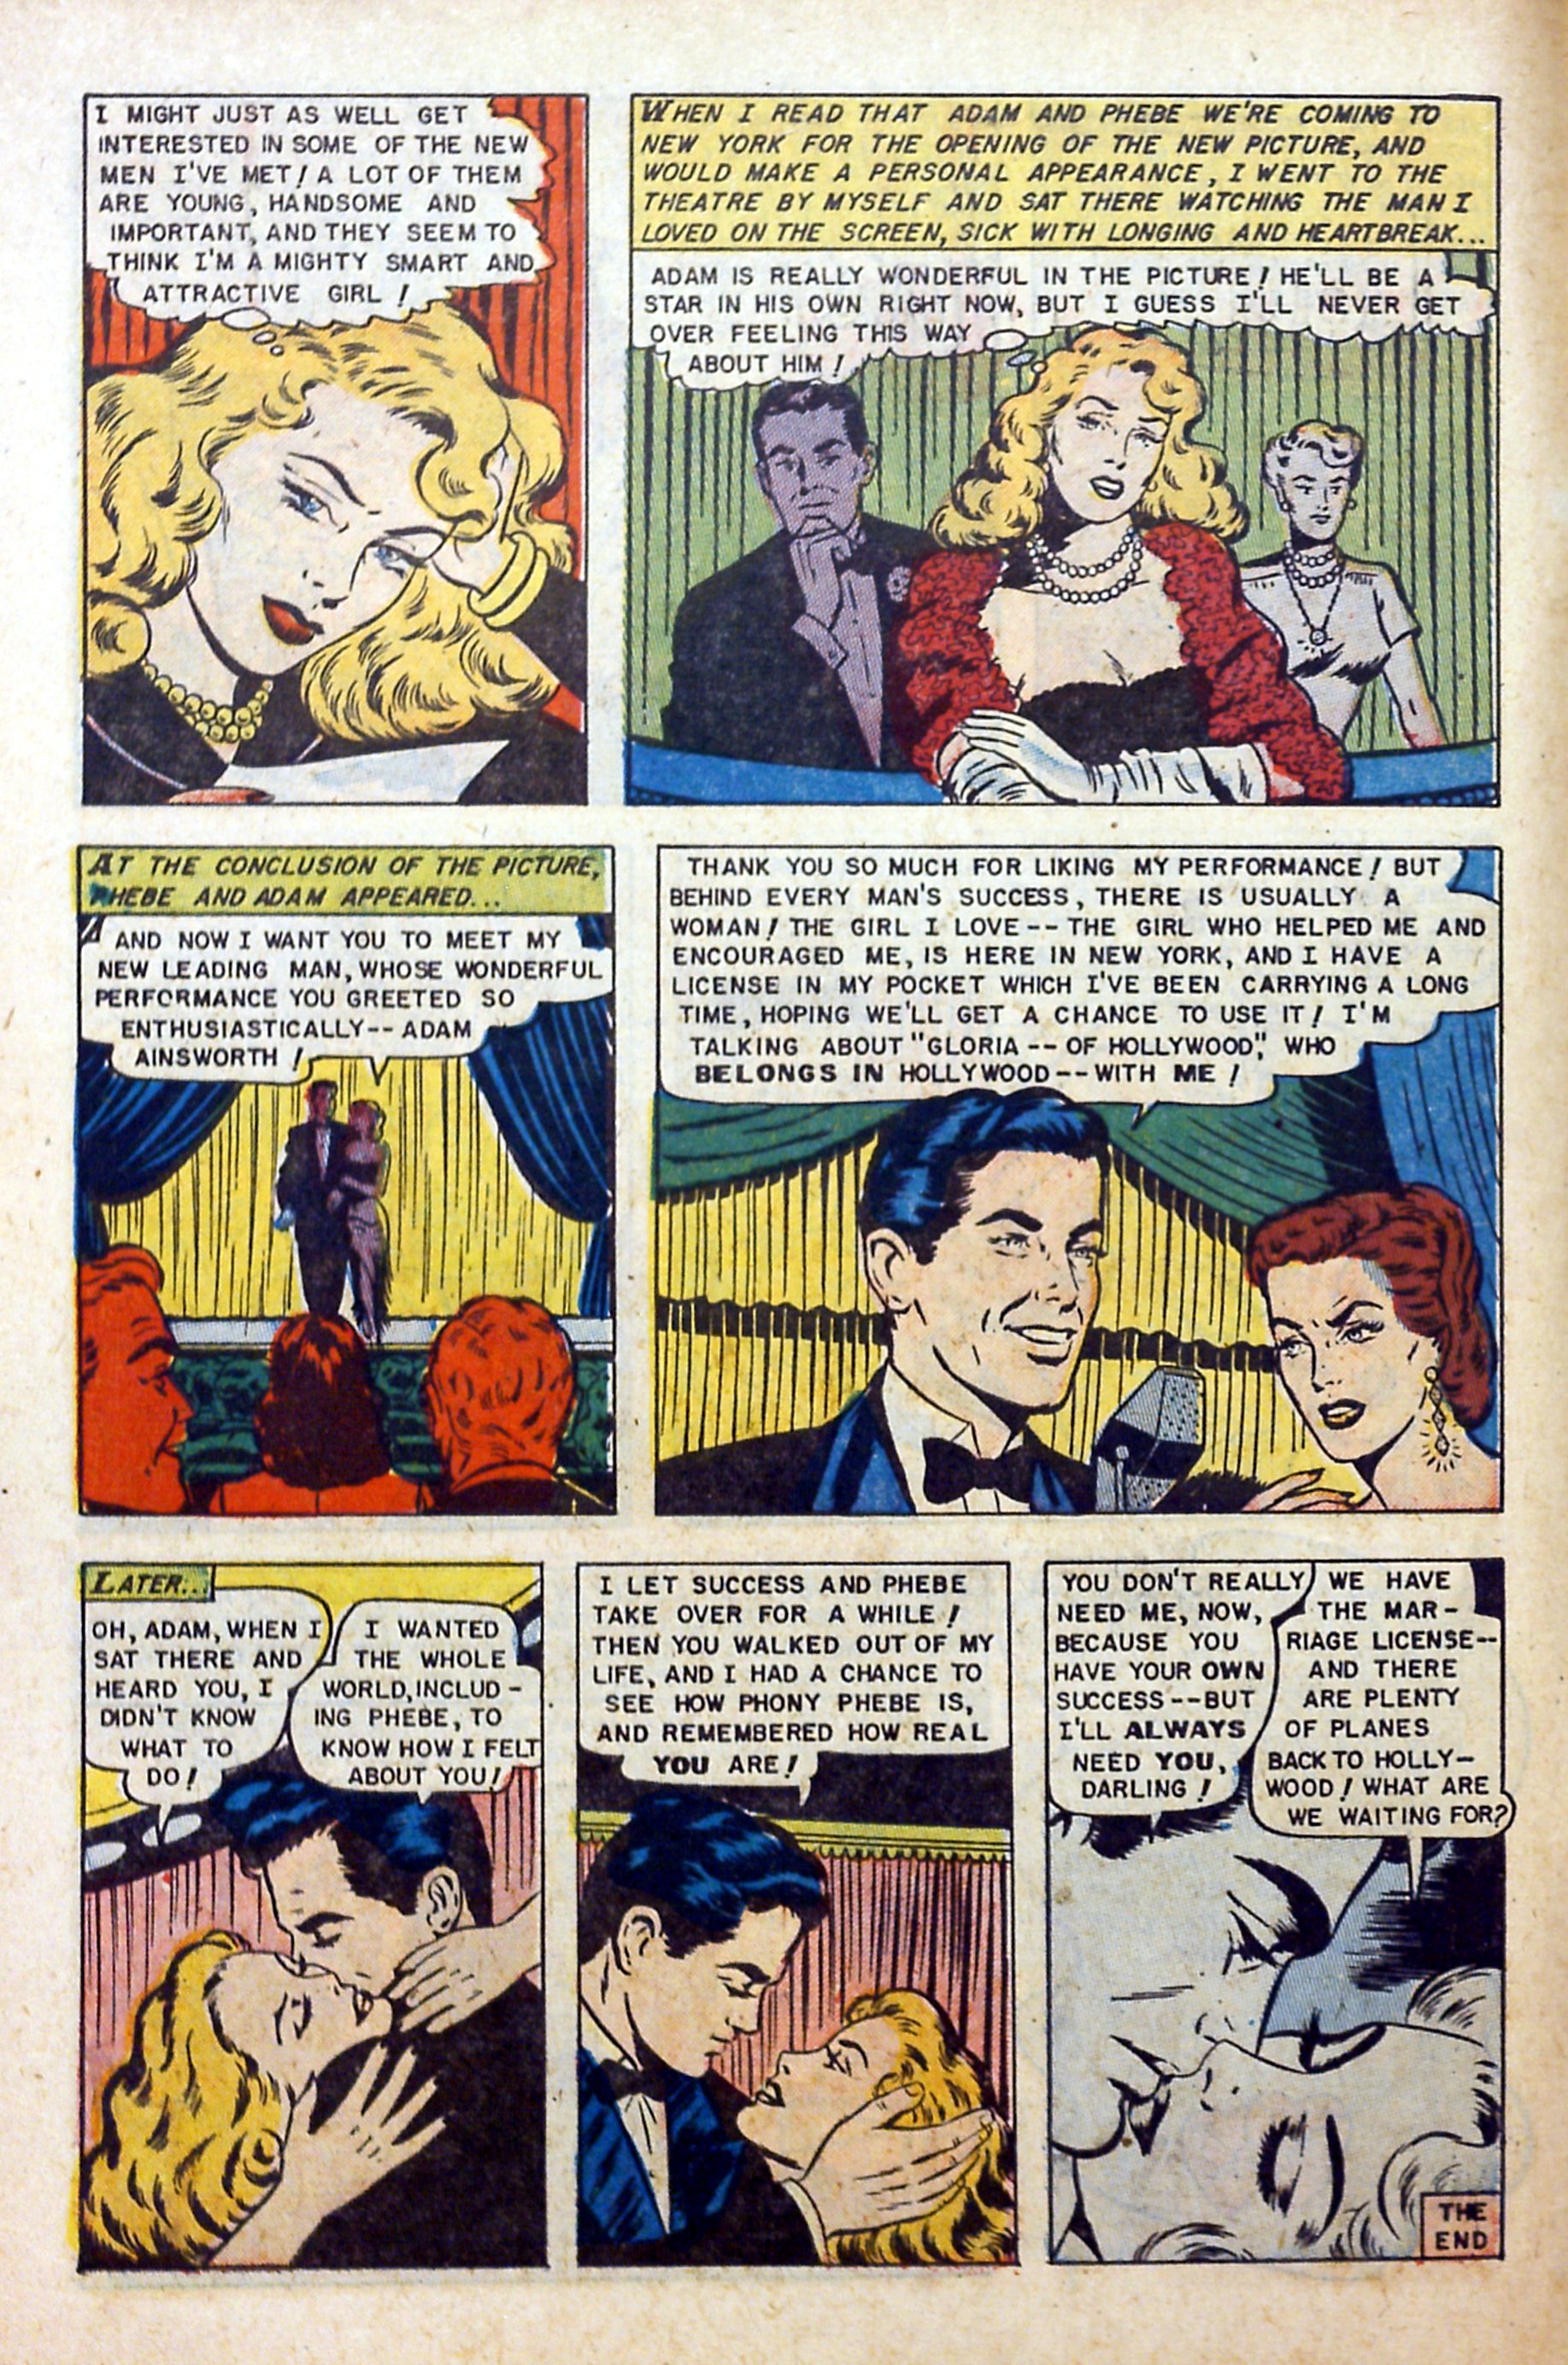 I MIGHT JUST AS WELL GET
INTERESTED IN SOME OF THE NEW
MEN I'VE MET! A LOT OF THEM
ARE YOUNG, HANDSOME AND
IMPORTANT, AND THEY SEEM TO
THINK I'M A MIGHTY SMART AND
ATTRACTIVE GIRL!
WHEN I READ THAT ADAM AND PHEBE WE'RE COMING TO
NEW YORK FOR THE OPENING OF THE NEW PICTURE, AND
WOULD MAKE A PERSONAL APPEARANCE, I WENT TO THE
THEATRE BY MYSELF AND SAT THERE WATCHING THE MAN I
LOVED ON THE SCREEN, SICK WITH LONGING AND HEARTBREAK...
ADAM IS REALLY WONDERFUL IN THE PICTURE! HE'LL BE A
STAR IN HIS OWN RIGHT NOW, BUT I GUESS I'LL NEVER GET
OVER FEELING THIS WAY
ABOUT HIM!
AT THE CONCLUSION OF THE PICTURE,
PHEBE AND ADAM APPEARED...
AND NOW I WANT YOU TO MEET MY
NEW LEADING MAN, WHOSE WONDERFUL
PERFORMANCE YOU GREETED SO
ENTHUSIASTICALLY-- ADAM
AINSWORTH!
THANK YOU SO MUCH FOR LIKING MY PERFORMANCE! BUT
BEHIND EVERY MAN'S SUCCESS, THERE IS USUALLY A
WOMAN! THE GIRL I LOVE -- THE GIRL WHO HELPED ME AND
ENCOURAGED ME, IS HERE IN NEW YORK, AND I HAVE A
LICENSE IN MY POCKET WHICH I'VE BEEN CARRYING A LONG
TIME, HOPING WE'LL GET A CHANCE TO USE IT! I'M
TALKING ABOUT "GLORIA -- OF HOLLYWOOD", WHO
BELONGS IN HOLLYWOOD -- WITH ME!
LATER...
OH, ADAM, WHEN I
SAT THERE AND
HEARD YOU, I
DIDN'T KNOW
WHAT TO
DO!
I WANTED
THE WHOLE
WORLD, INCLUD-
ING PHEBE, TO
KNOW HOW I FELT
ABOUT YOU!
I LET SUCCESS AND PHEBE
TAKE OVER FOR A WHILE!
THEN YOU WALKED OUT OF MY
LIFE, AND I HAD A CHANCE TO
SEE HOW PHONY PHEBE IS,
AND REMEMBERED HOW REAL
YOU ARE!
YOU DON'T REALLY
NEED ME, NOW,
BECAUSE YOU
HAVE YOUR OWN
SUCCESS -- BUT
I'LL ALWAYS
NEED YOU,
DARLING!
WE HAVE
THE MAR-
RIAGE LICENSE--
AND THERE
ARE PLENTY
OF PLANES
BACK TO HOLLY-
WOOD! WHAT ARE
WE WAITING FOR?
THE
END